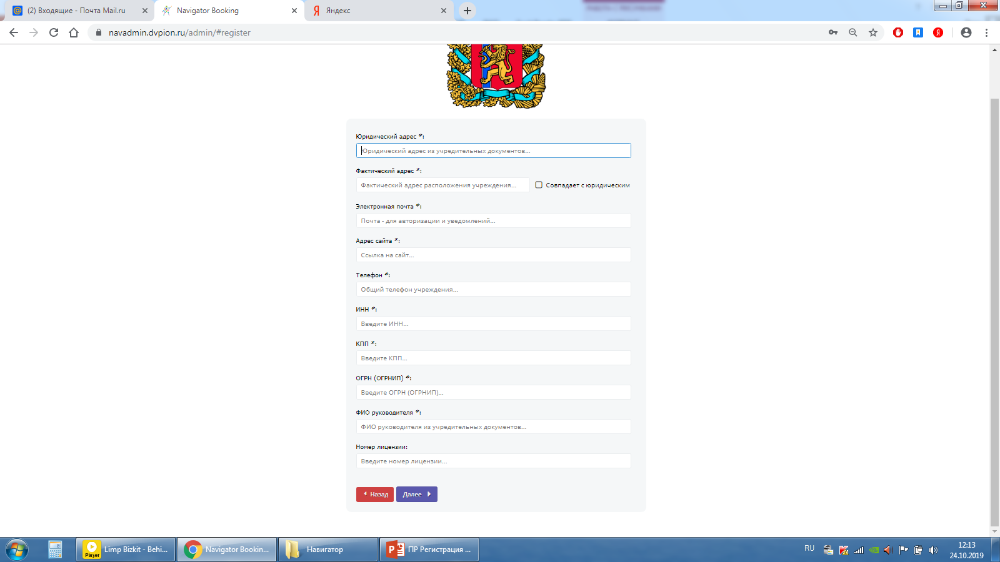 (2) Входящие - Почта Mail.ru
Navigator Booking
Яндекс
navadmin.dvpion.ru/admin/#register
Юридический адрес *:
Юридический адрес из учредительных документов...
Фактический адрес *:
Фактический адрес расположения учреждения...
Совпадает с юридическим
Электронная почта *:
Почта - для авторизации и уведомлений...
Адрес сайта *:
Ссылка на сайт...
Телефон *:
Общий телефон учреждения...
ИНН *:
Введите ИНН...
КПП *:
Введите КПП...
ОГРН (ОГРНИП) *:
Введите ОГРН (ОГРНИП)...
ФИО руководителя *:
ФИО руководителя из учредительных документов...
Номер лицензии:
Введите номер лицензии...
Назад
Далее
Player
Limp Bizkit - Behi...
Navigator Bookin...
Навигатор
ПР Регистрация ...
RU
12:13
24.10.2019